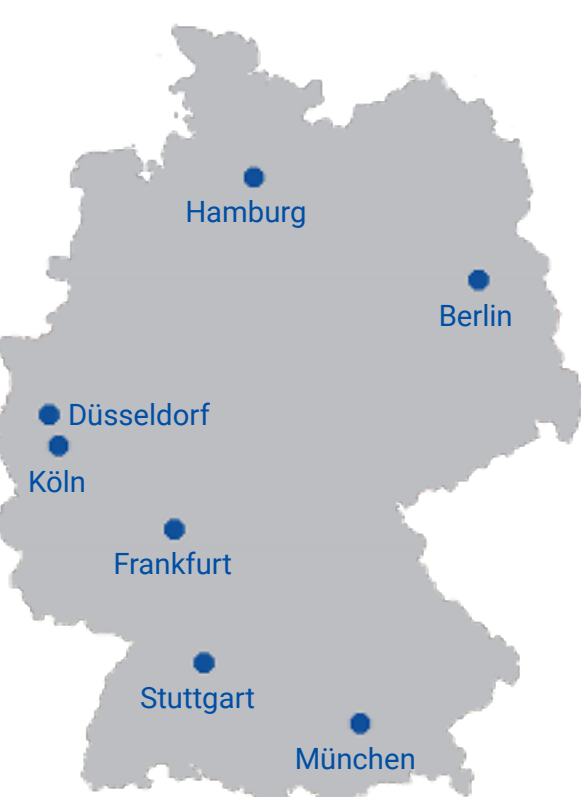 Hamburg
Berlin
Düsseldorf
Köln
Frankfurt
Stuttgart
München